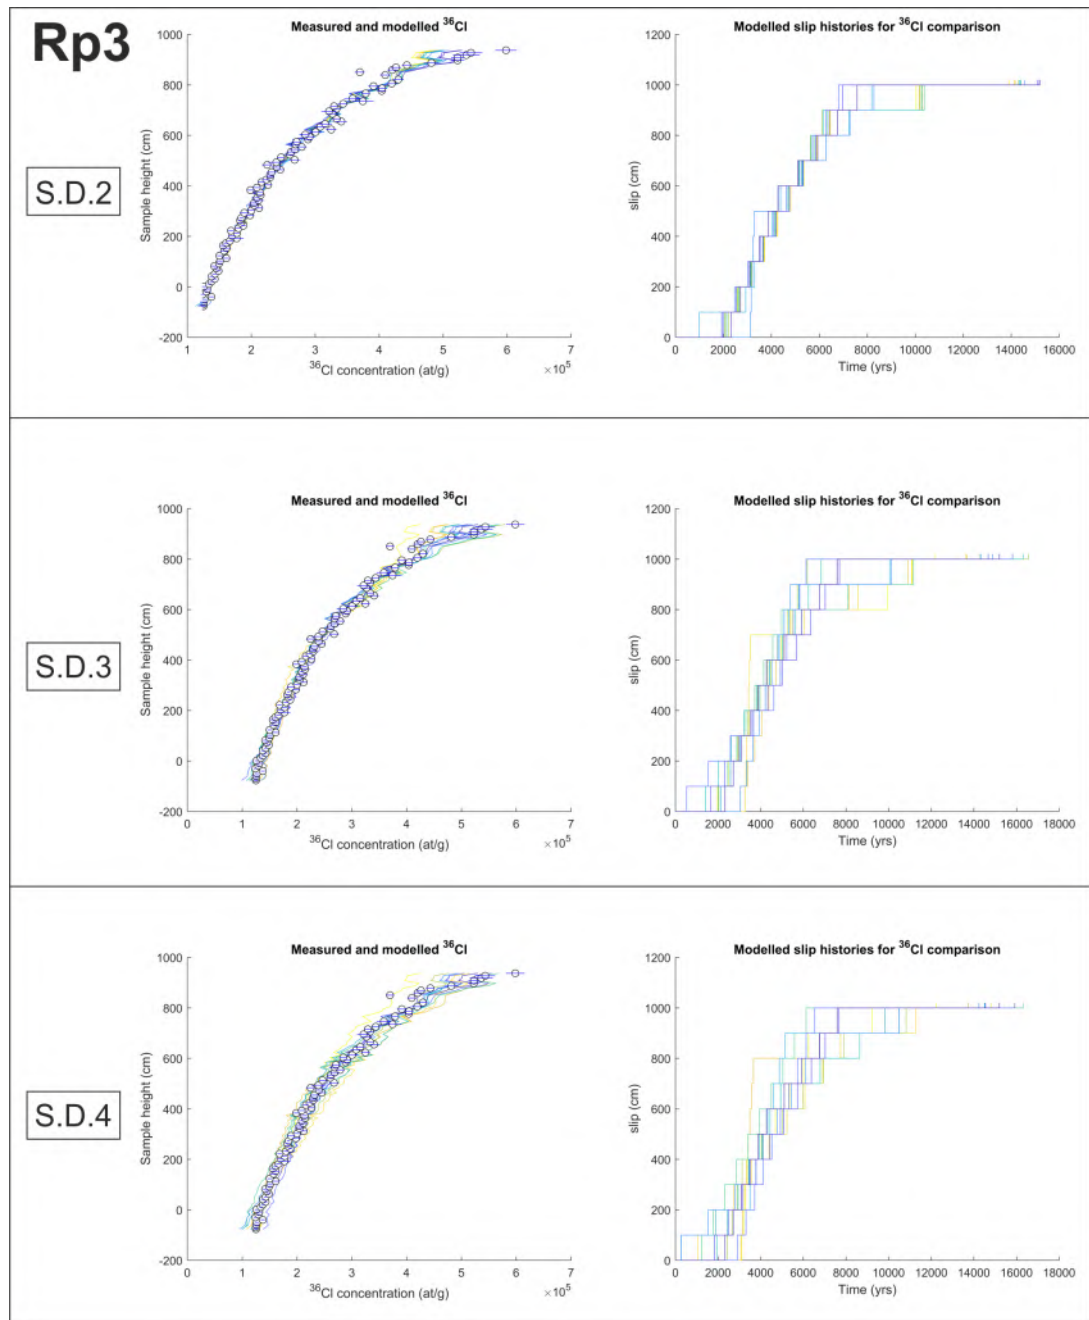 Rp3
S.D.2
Measured and modelled ³⁶Cl
Sample height (cm)
1000
800
600
400
200
0
-200
1 2 3 4 5 6 7
³⁶Cl concentration (at/g)
×10⁵
Modelled slip histories for ³⁶Cl comparison
slip (cm)
1200
1000
800
600
400
200
0
0 2000 4000 6000 8000 10000 12000 14000 16000
Time (yrs)
S.D.3
Measured and modelled ³⁶Cl
Sample height (cm)
1000
800
600
400
200
0
-200
0 1 2 3 4 5 6 7
³⁶Cl concentration (at/g)
×10⁵
Modelled slip histories for ³⁶Cl comparison
slip (cm)
1200
1000
800
600
400
200
0
0 2000 4000 6000 8000 10000 12000 14000 16000 18000
Time (yrs)
S.D.4
Measured and modelled ³⁶Cl
Sample height (cm)
1000
800
600
400
200
0
-200
0 1 2 3 4 5 6 7
³⁶Cl concentration (at/g)
×10⁵
Modelled slip histories for ³⁶Cl comparison
slip (cm)
1200
1000
800
600
400
200
0
0 2000 4000 6000 8000 10000 12000 14000 16000 18000
Time (yrs)